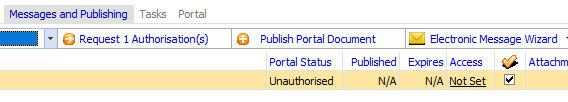 Messages and Publishing Tasks Portal
Request 1 Authorisation(s) Publish Portal Document Electronic Message Wizard
Portal Status Published Expires Access Attachm
Unauthorised N/A N/A Not Set